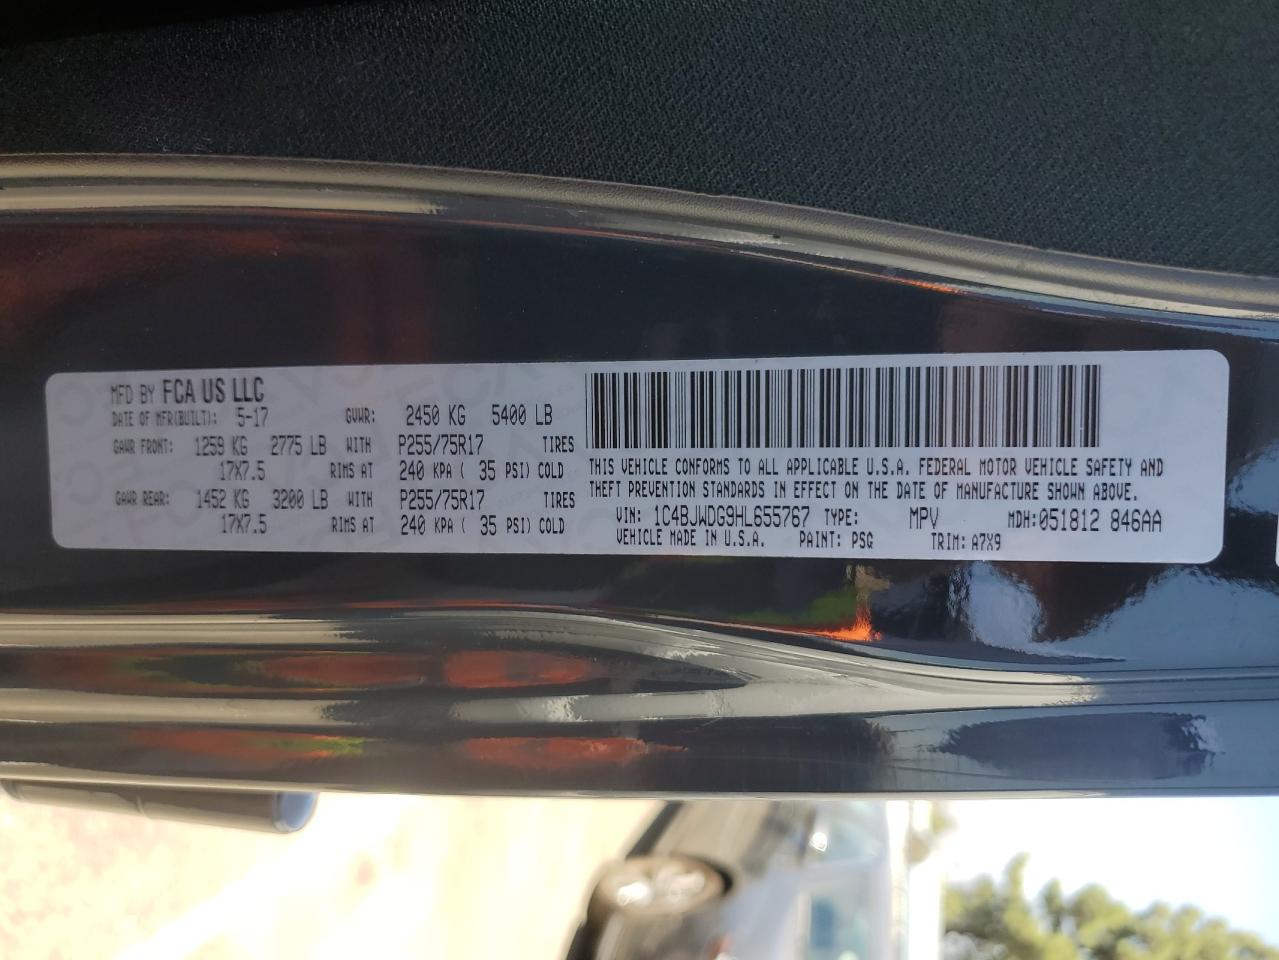 MFD BY FCA US LLC
DATE OF MFR(BUILT): 5-17 GVWR: 2450 KG 5400 LB
GAWR FRONT: 1259 KG 2775 LB WITH P255/75R17 TIRES
17X7.5 RIMS AT 240 KPA ( 35 PSI) COLD
GAWR REAR: 1452 KG 3200 LB WITH P255/75R17 TIRES
17X7.5 RIMS AT 240 KPA ( 35 PSI) COLD
THIS VEHICLE CONFORMS TO ALL APPLICABLE U.S.A. FEDERAL MOTOR VEHICLE SAFETY AND
THEFT PREVENTION STANDARDS IN EFFECT ON THE DATE OF MANUFACTURE SHOWN ABOVE.
VIN: 1C4BJWDG9HL655767 TYPE: MPV MDH:051812 846AA
VEHICLE MADE IN U.S.A. PAINT: PSQ TRIM: A7X9